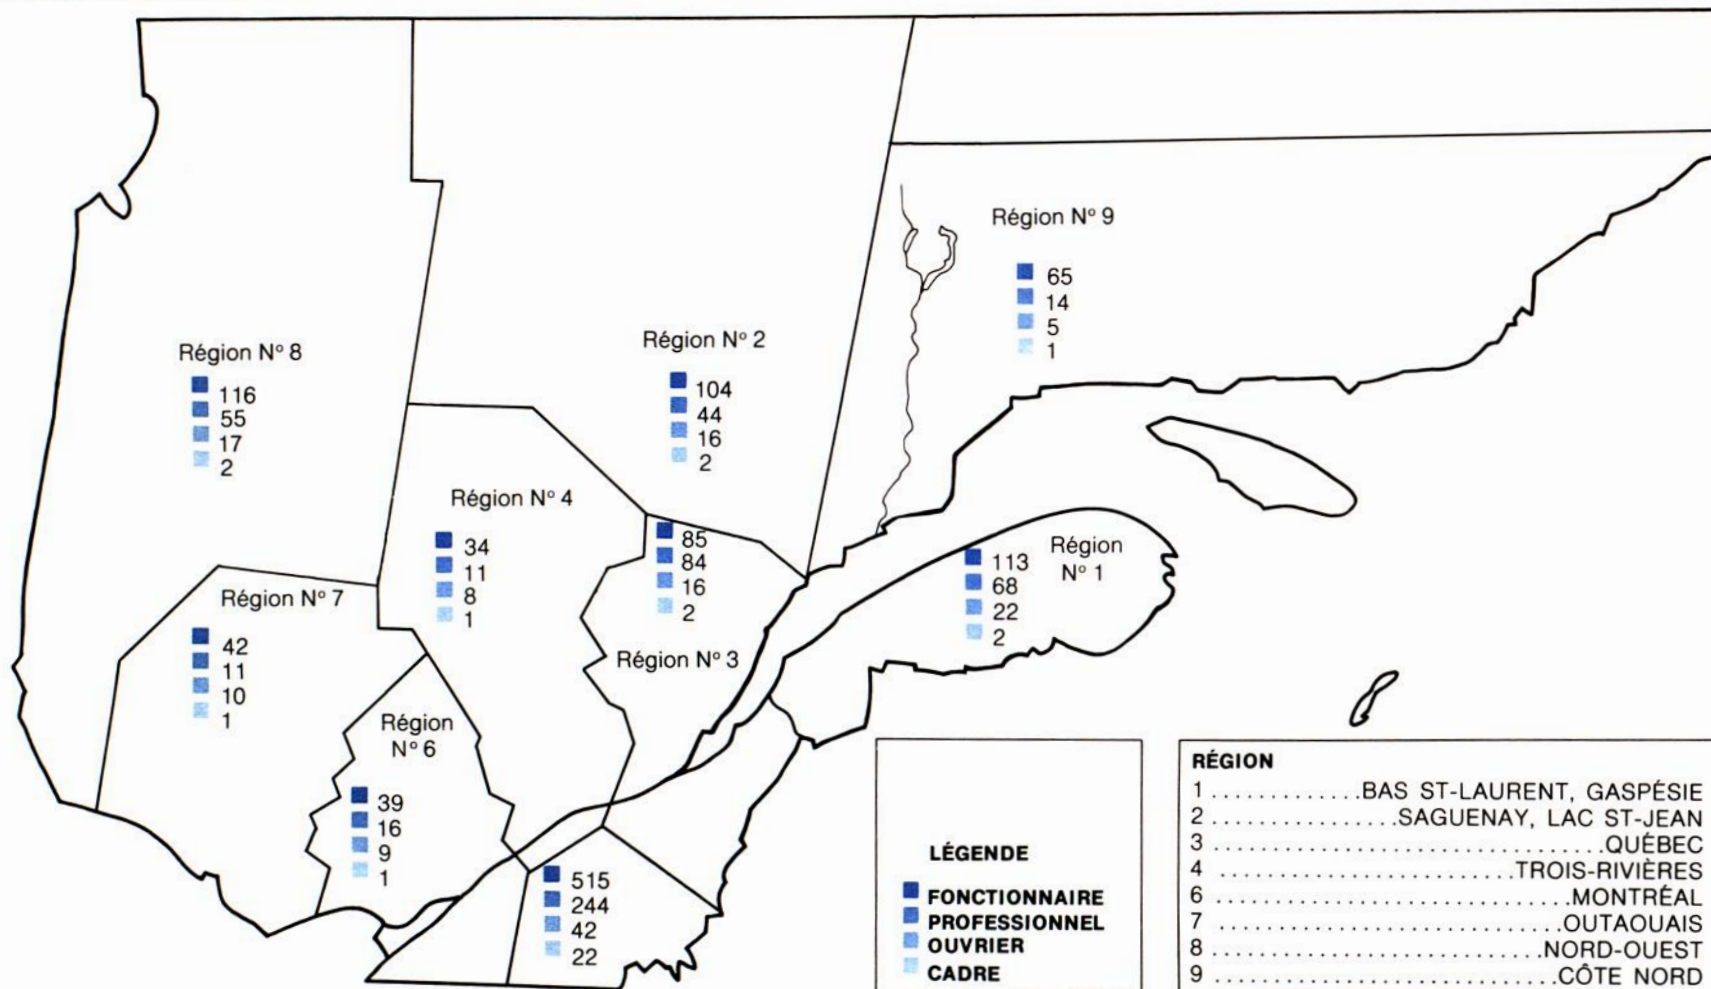 Région N° 9
65
14
5
1
Région N° 8
116
55
17
2
Région N° 2
104
44
16
2
Région N° 4
34
11
8
1
85
84
16
2
Région N° 3
Région
N° 1
113
68
22
2
Région N° 7
42
11
10
1
Région
N° 6
39
16
9
1
515
244
42
22
LÉGENDE
FONCTIONNAIRE
PROFESSIONNEL
OUVRIER
CADRE
RÉGION
1 .............BAS ST-LAURENT, GASPÉSIE
2 ................SAGUENAY, LAC ST-JEAN
3 ....................................QUÉBEC
4 ...........................TROIS-RIVIÈRES
6 .................................MONTRÉAL
7 ................................OUTAOUAIS
8 ..............................NORD-OUEST
9 ...............................CÔTE NORD